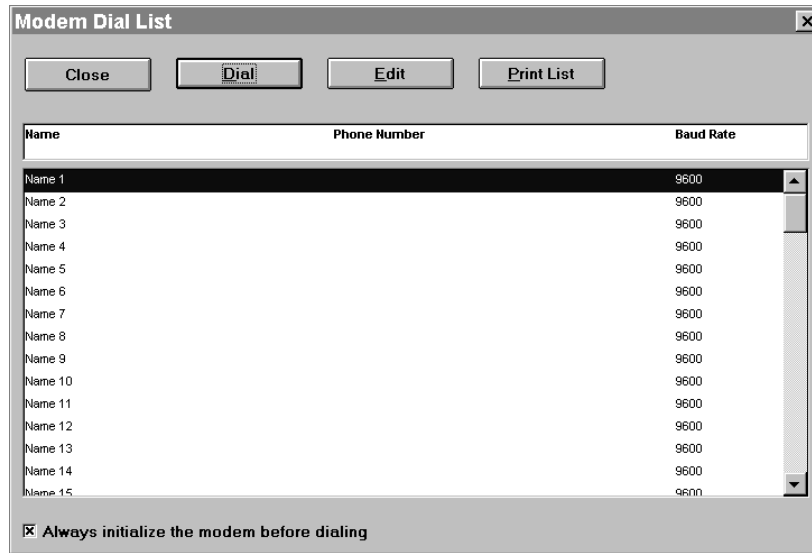 Modem Dial List
Close Dial Edit Print List
Name Phone Number Baud Rate
Name 1 9600
Name 2 9600
Name 3 9600
Name 4 9600
Name 5 9600
Name 6 9600
Name 7 9600
Name 8 9600
Name 9 9600
Name 10 9600
Name 11 9600
Name 12 9600
Name 13 9600
Name 14 9600
Name 15 9600
Always initialize the modem before dialing